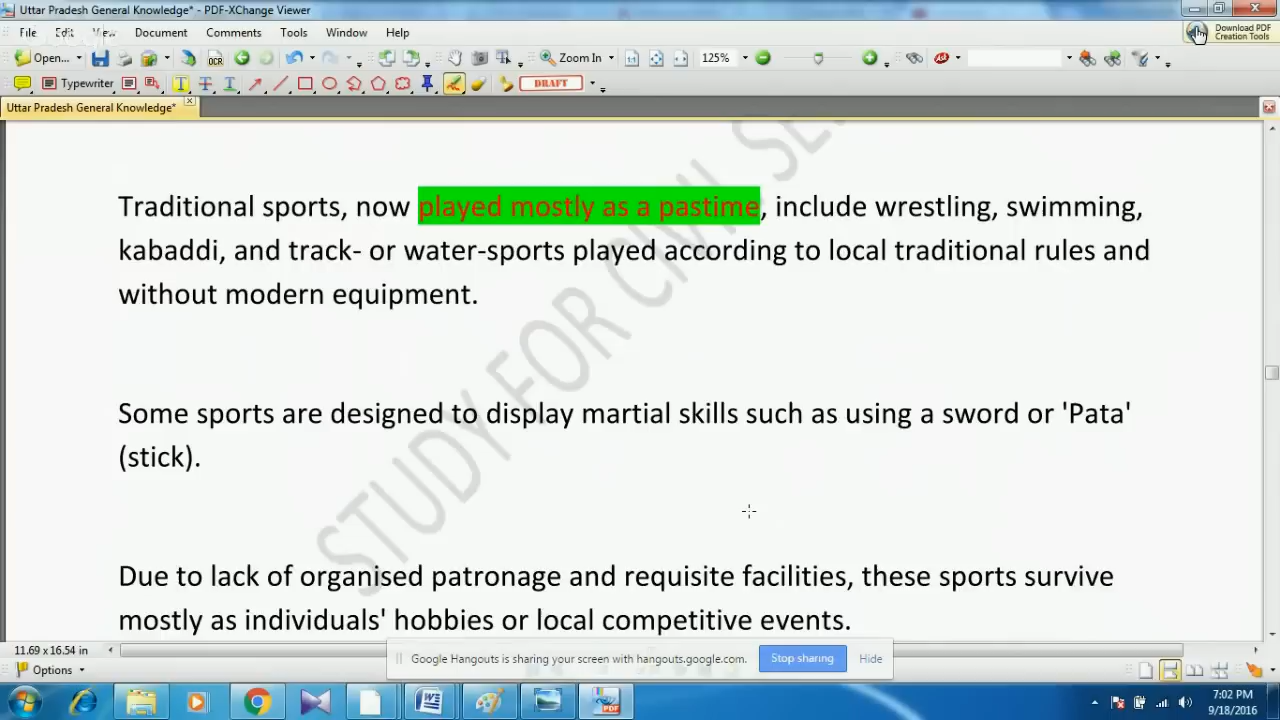 Uttar Pradesh General Knowledge* - PDF-XChange Viewer
File Edit View Document Comments Tools Window Help
Download PDF
Creation Tools
Open... OCR Zoom In 125%
Typewriter DRAFT
Uttar Pradesh General Knowledge*
Traditional sports, now played mostly as a pastime, include wrestling, swimming,
kabaddi, and track- or water-sports played according to local traditional rules and
without modern equipment.
Some sports are designed to display martial skills such as using a sword or 'Pata'
(stick).
STUDY FOR CIVIL SE
Due to lack of organised patronage and requisite facilities, these sports survive
mostly as individuals' hobbies or local competitive events.
11.69 x 16.54 in
Google Hangouts is sharing your screen with hangouts.google.com. Stop sharing Hide
Options
7:02 PM
9/18/2016